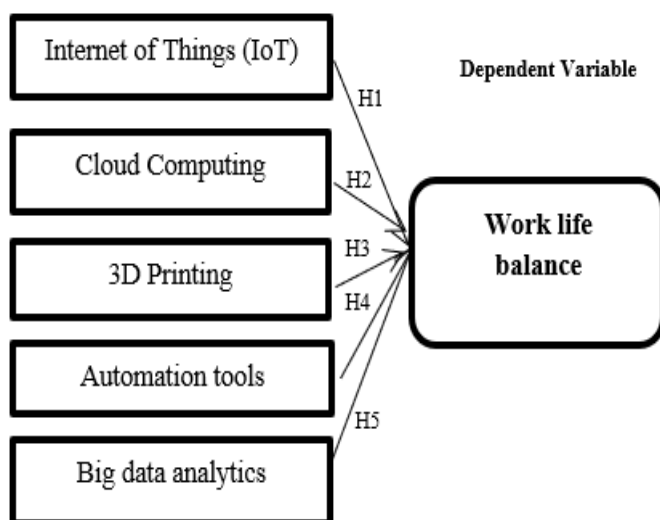 Internet of Things (IoT)
Dependent Variable
H1
Cloud Computing
H2
Work life
balance
H3
3D Printing
H4
Automation tools
H5
Big data analytics